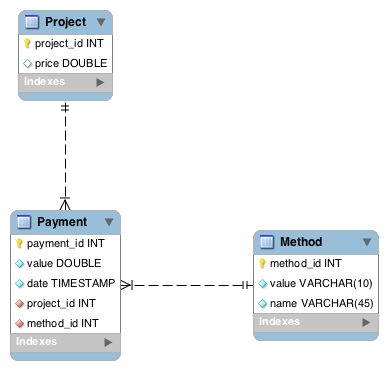 Project
project_id INT
price DOUBLE
Indexes
Payment
payment_id INT
value DOUBLE
date TIMESTAMP
project_id INT
method_id INT
Indexes
Method
method_id INT
value VARCHAR(10)
name VARCHAR(45)
Indexes